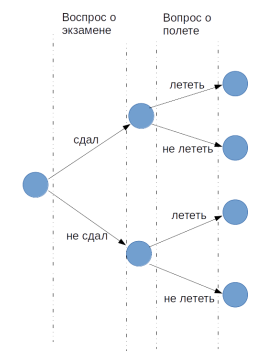 Воспрос о
экзамене
Вопрос о
полете
лететь
сдал
не лететь
лететь
не сдал
не лететь